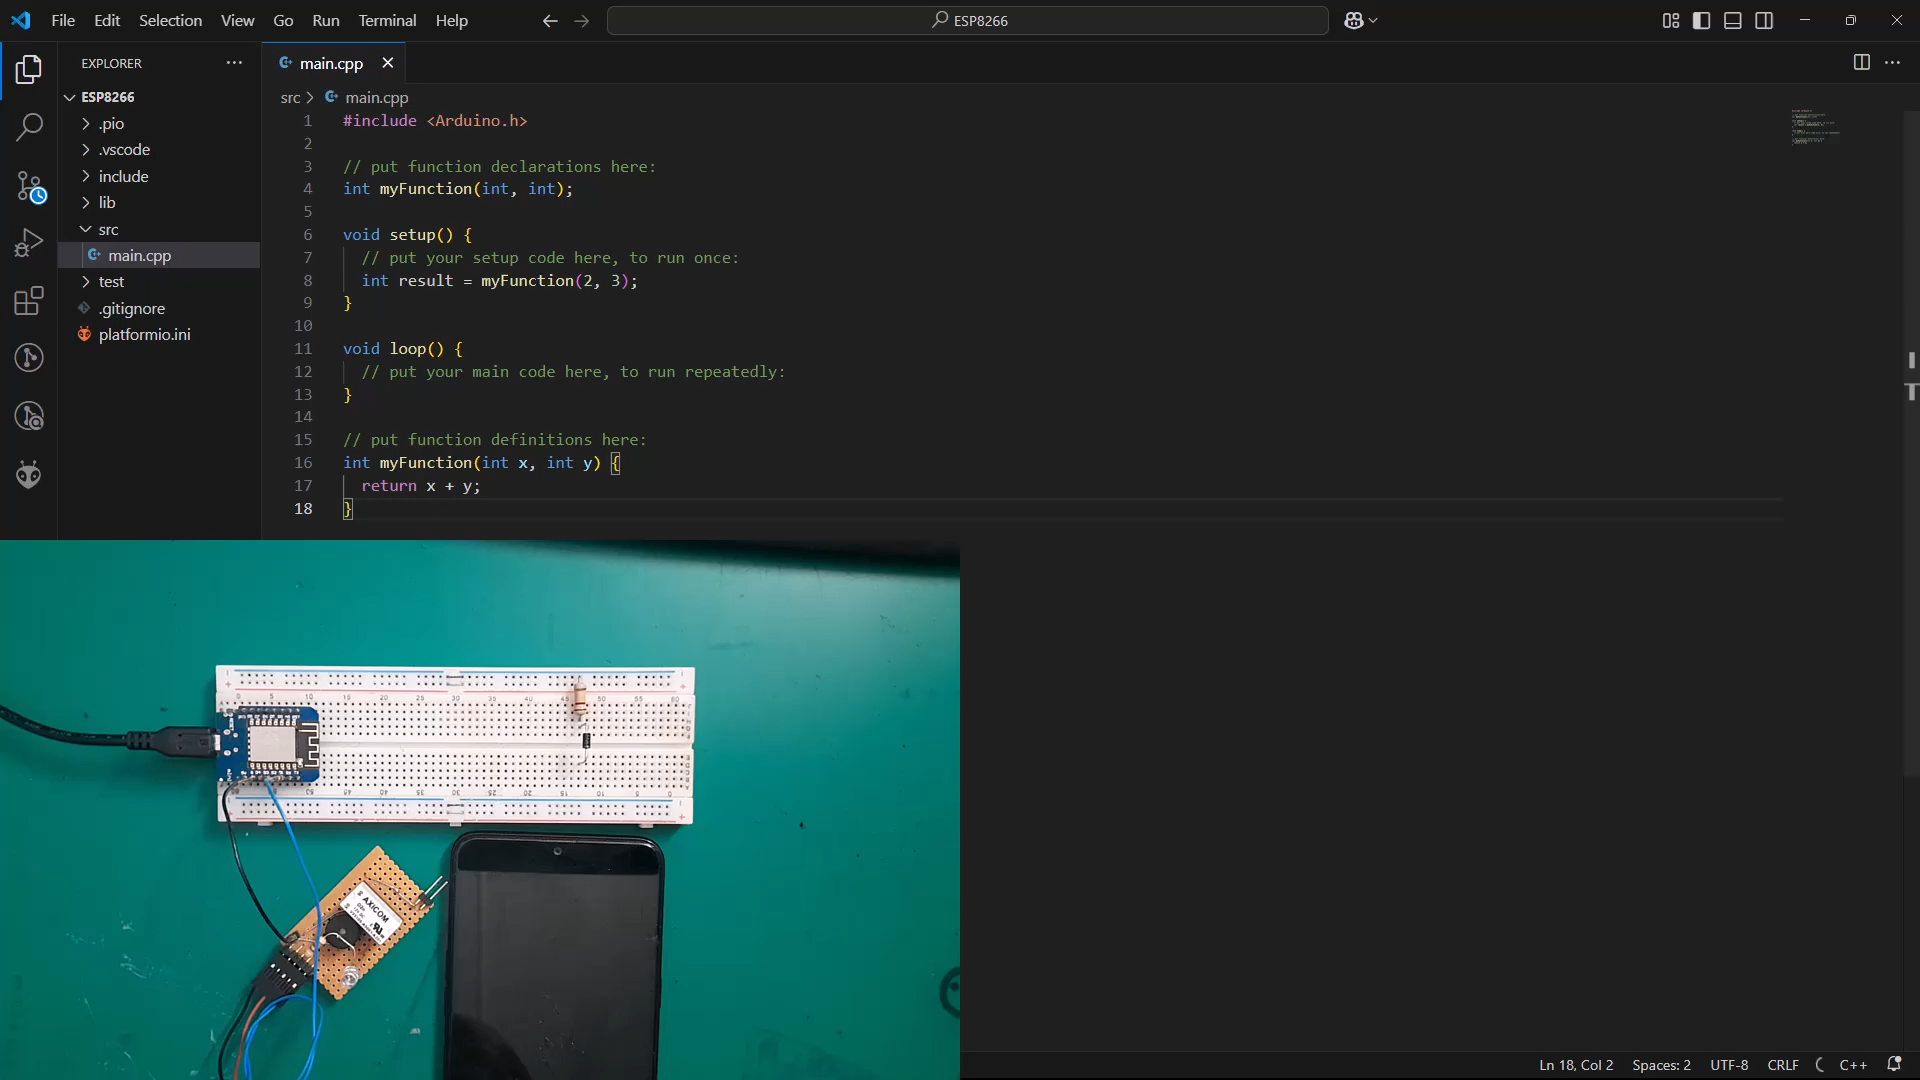 File Edit Selection View Go Run Terminal Help
ESP8266
EXPLORER
ESP8266
.pio
.vscode
include
lib
src
main.cpp
test
.gitignore
platformio.ini
main.cpp
src > main.cpp
1 #include <Arduino.h>
2
3 // put function declarations here:
4 int myFunction(int, int);
5
6 void setup() {
7 // put your setup code here, to run once:
8 int result = myFunction(2, 3);
9 }
10
11 void loop() {
12 // put your main code here, to run repeatedly:
13 }
14
15 // put function definitions here:
16 int myFunction(int x, int y) {
17 return x + y;
18 }
AXICOM
Ln 18, Col 2 Spaces: 2 UTF-8 CRLF C++